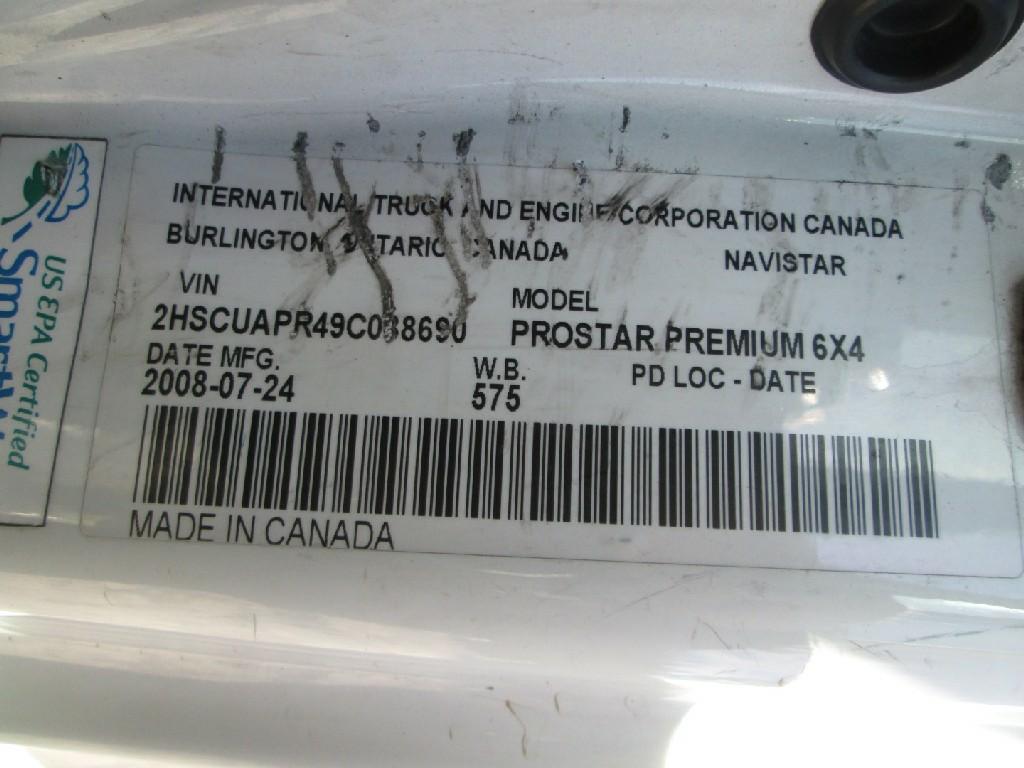 INTERNATIONAL TRUCK AND ENGINE CORPORATION CANADA
BURLINGTON, ONTARIO, CANADA NAVISTAR
VIN MODEL
2HSCUAPR49C088690 PROSTAR PREMIUM 6X4
DATE MFG. W.B. PD LOC - DATE
2008-07-24 575
MADE IN CANADA
US EPA Certified